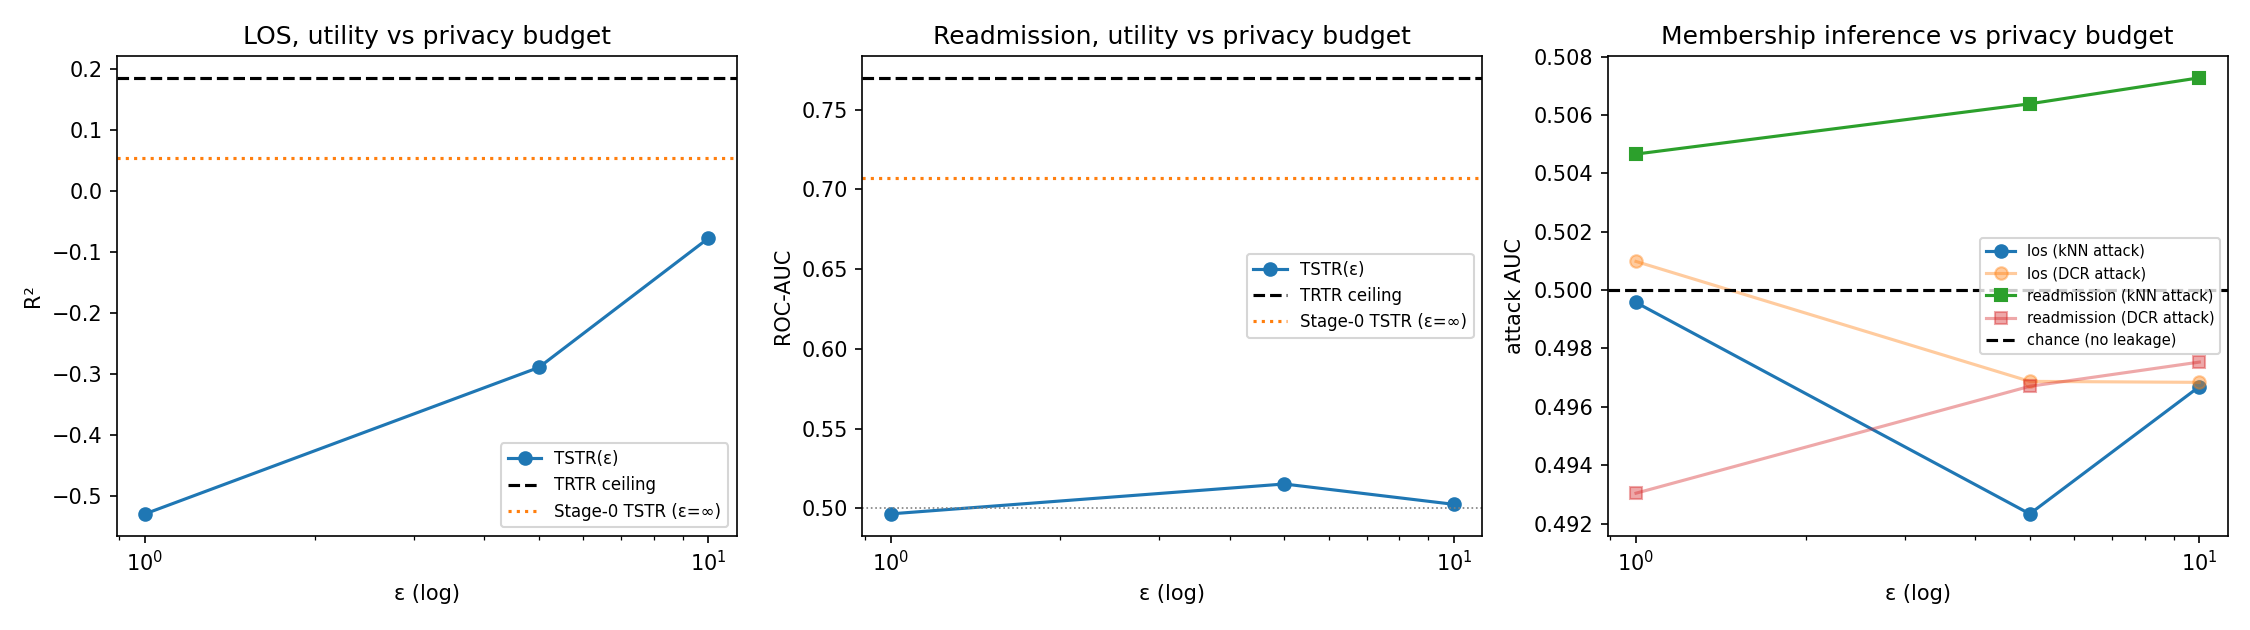 LOS, utility vs privacy budget
0.2
0.1
0.0
−0.1
−0.2
−0.3
−0.4
−0.5
R²
TSTR(ε)
TRTR ceiling
Stage-0 TSTR (ε=∞)
10⁰
10¹
ε (log)
Readmission, utility vs privacy budget
0.75
0.70
0.65
0.60
0.55
0.50
ROC-AUC
TSTR(ε)
TRTR ceiling
Stage-0 TSTR (ε=∞)
10⁰
10¹
ε (log)
Membership inference vs privacy budget
0.508
0.506
0.504
0.502
0.500
0.498
0.496
0.494
0.492
attack AUC
los (kNN attack)
los (DCR attack)
readmission (kNN attack)
readmission (DCR attack)
chance (no leakage)
10⁰
10¹
ε (log)